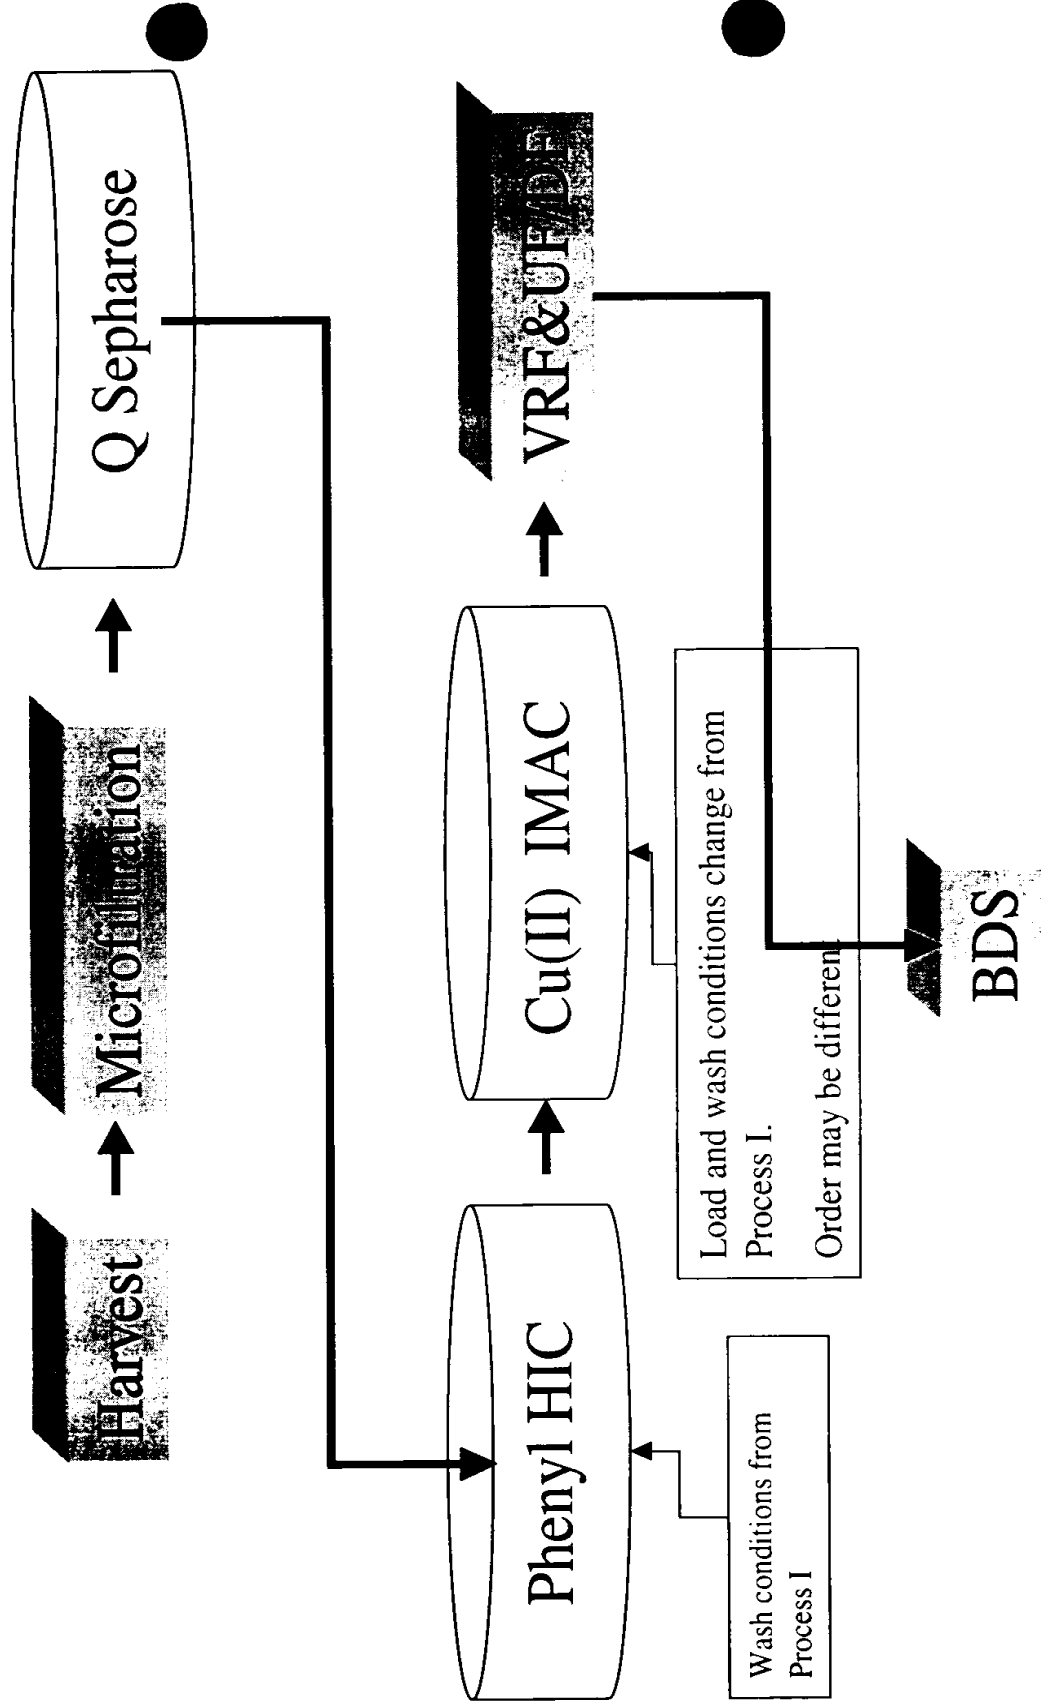 Harvest
Microfiltration
Q Sepharose
Phenyl HIC
Cu(II) IMAC
VRF&UF/DF
Wash conditions from
Process I
Load and wash conditions change from
Process I.
Order may be different
BDS